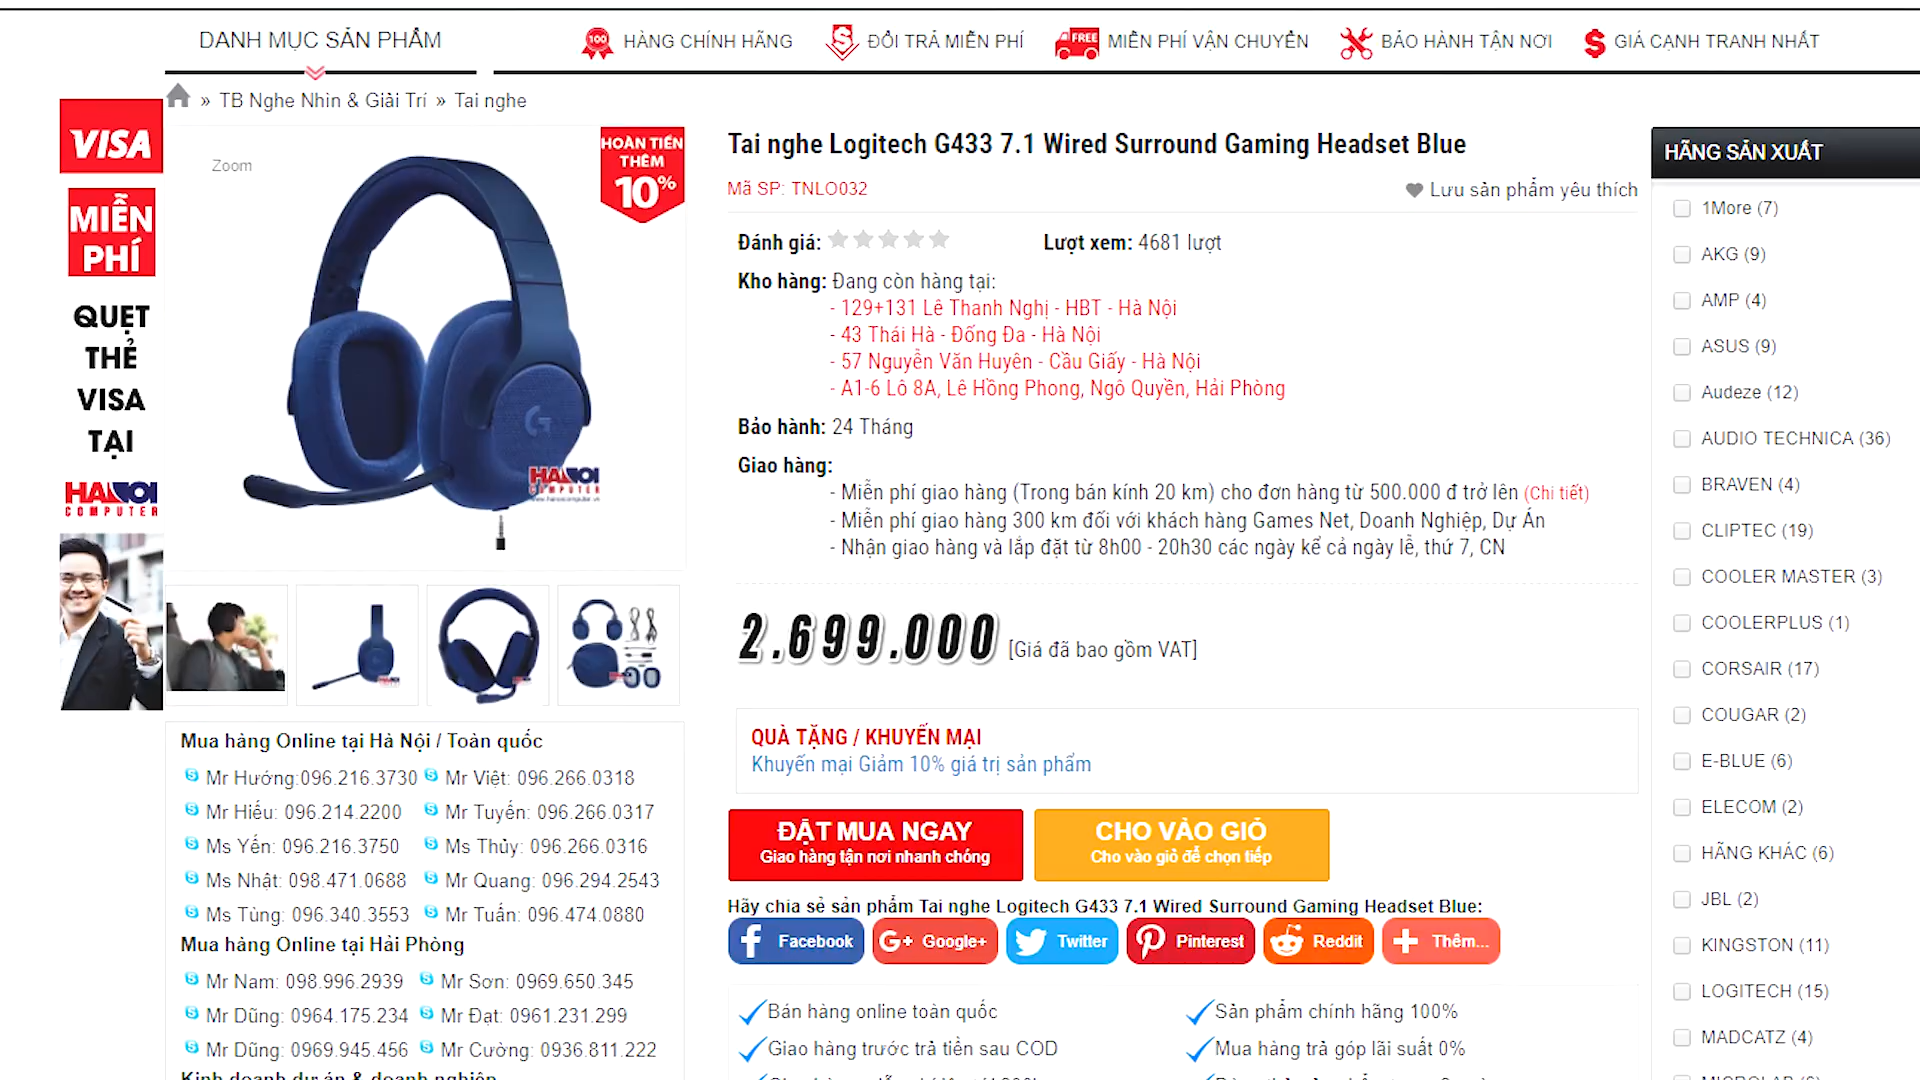 DANH MỤC SẢN PHẨM
100 HÀNG CHÍNH HÃNG
$ ĐỔI TRẢ MIỄN PHÍ
FREE MIỄN PHÍ VẬN CHUYỂN
BẢO HÀNH TẬN NƠI
$ GIÁ CẠNH TRANH NHẤT
» TB Nghe Nhìn & Giải Trí » Tai nghe
VISA
MIỄN
PHÍ
QUẸT
THẺ
VISA
TẠI
HANOI
COMPUTER
Zoom
HOÀN TIỀN
THÊM
10%
HANOI
COMPUTER
www.hanoicomputer.vn
Mua hàng Online tại Hà Nội / Toàn quốc
Mr Hướng:096.216.3730 Mr Việt: 096.266.0318
Mr Hiếu: 096.214.2200 Mr Tuyến: 096.266.0317
Ms Yến: 096.216.3750 Ms Thủy: 096.266.0316
Ms Nhật: 098.471.0688 Mr Quang: 096.294.2543
Ms Tùng: 096.340.3553 Mr Tuấn: 096.474.0880
Mua hàng Online tại Hải Phòng
Mr Nam: 098.996.2939 Mr Sơn: 0969.650.345
Mr Dũng: 0964.175.234 Mr Đạt: 0961.231.299
Mr Dũng: 0969.945.456 Mr Cường: 0936.811.222
Kinh doanh dự án & doanh nghiệp
Tai nghe Logitech G433 7.1 Wired Surround Gaming Headset Blue
Mã SP: TNLO032
Lưu sản phẩm yêu thích
Đánh giá:
Lượt xem: 4681 lượt
Kho hàng: Đang còn hàng tại:
- 129+131 Lê Thanh Nghị - HBT - Hà Nội
- 43 Thái Hà - Đống Đa - Hà Nội
- 57 Nguyễn Văn Huyên - Cầu Giấy - Hà Nội
- A1-6 Lô 8A, Lê Hồng Phong, Ngô Quyền, Hải Phòng
Bảo hành: 24 Tháng
Giao hàng:
- Miễn phí giao hàng (Trong bán kính 20 km) cho đơn hàng từ 500.000 đ trở lên (Chi tiết)
- Miễn phí giao hàng 300 km đối với khách hàng Games Net, Doanh Nghiệp, Dự Án
- Nhận giao hàng và lắp đặt từ 8h00 - 20h30 các ngày kể cả ngày lễ, thứ 7, CN
2.699.000 [Giá đã bao gồm VAT]
QUÀ TẶNG / KHUYẾN MẠI
Khuyến mại Giảm 10% giá trị sản phẩm
ĐẶT MUA NGAY
Giao hàng tận nơi nhanh chóng
CHO VÀO GIỎ
Cho vào giỏ để chọn tiếp
Hãy chia sẻ sản phẩm Tai nghe Logitech G433 7.1 Wired Surround Gaming Headset Blue:
Facebook
Google+
Twitter
Pinterest
Reddit
Thêm...
Bán hàng online toàn quốc
Sản phẩm chính hãng 100%
Giao hàng trước trả tiền sau COD
Mua hàng trả góp lãi suất 0%
HÃNG SẢN XUẤT
1More (7)
AKG (9)
AMP (4)
ASUS (9)
Audeze (12)
AUDIO TECHNICA (36)
BRAVEN (4)
CLIPTEC (19)
COOLER MASTER (3)
COOLERPLUS (1)
CORSAIR (17)
COUGAR (2)
E-BLUE (6)
ELECOM (2)
HÃNG KHÁC (6)
JBL (2)
KINGSTON (11)
LOGITECH (15)
MADCATZ (4)